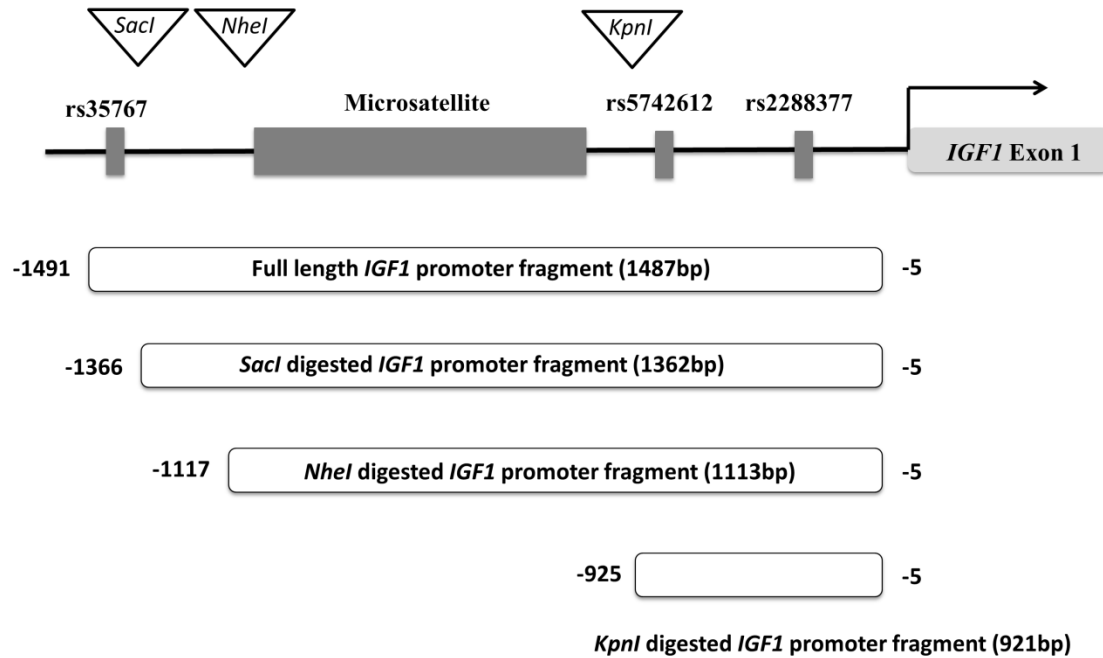 SacI NheI KpnI
rs35767 Microsatellite rs5742612 rs2288377
IGF1 Exon 1
-1491 Full length IGF1 promoter fragment (1487bp) -5
-1366 SacI digested IGF1 promoter fragment (1362bp) -5
-1117 NheI digested IGF1 promoter fragment (1113bp) -5
-925 -5
KpnI digested IGF1 promoter fragment (921bp)